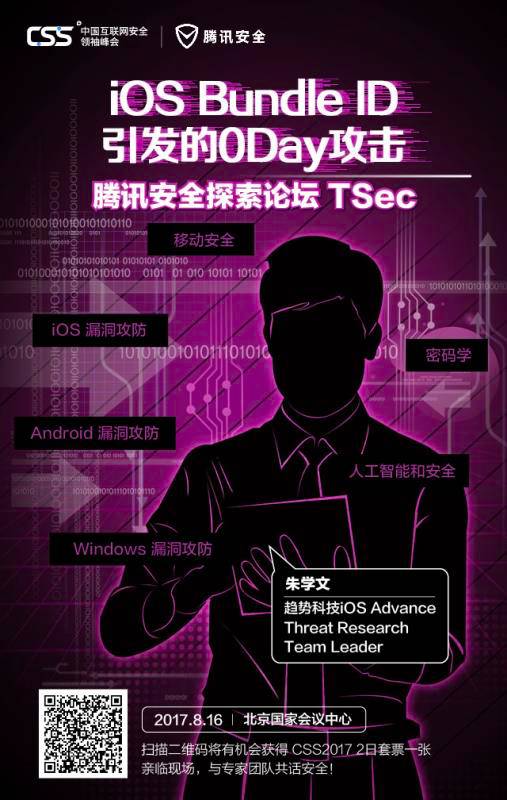 CSS
中国互联网安全
领袖峰会
腾讯安全
iOS Bundle ID
引发的0Day攻击
腾讯安全探索论坛 TSec
移动安全
iOS 漏洞攻防
密码学
Android 漏洞攻防
人工智能和安全
Windows 漏洞攻防
朱学文
趋势科技iOS Advance
Threat Research
Team Leader
2017.8.16 | 北京国家会议中心
扫描二维码将有机会获得 CSS2017 2日套票一张
亲临现场，与专家团队共话安全！